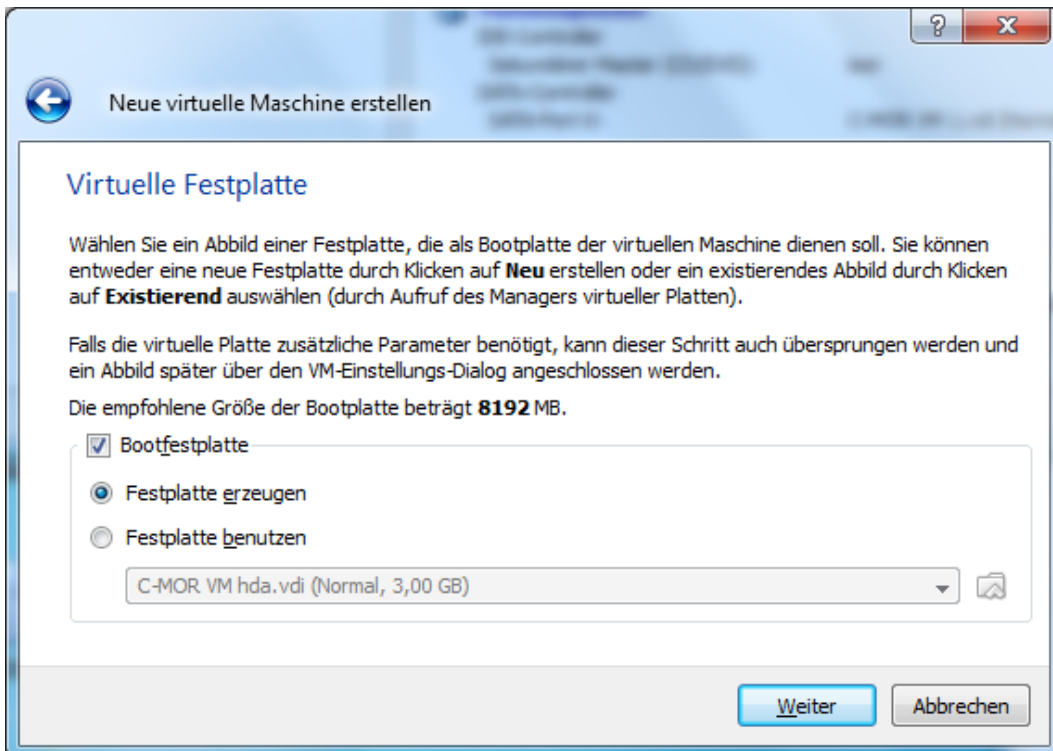 Neue virtuelle Maschine erstellen
Virtuelle Festplatte
Wählen Sie ein Abbild einer Festplatte, die als Bootplatte der virtuellen Maschine dienen soll. Sie können
entweder eine neue Festplatte durch Klicken auf Neu erstellen oder ein existierendes Abbild durch Klicken
auf Existierend auswählen (durch Aufruf des Managers virtueller Platten).
Falls die virtuelle Platte zusätzliche Parameter benötigt, kann dieser Schritt auch übersprungen werden und
ein Abbild später über den VM-Einstellungs-Dialog angeschlossen werden.
Die empfohlene Größe der Bootplatte beträgt 8192 MB.
Bootfestplatte
Festplatte erzeugen
Festplatte benutzen
C-MOR VM hda.vdi (Normal, 3,00 GB)
Weiter
Abbrechen